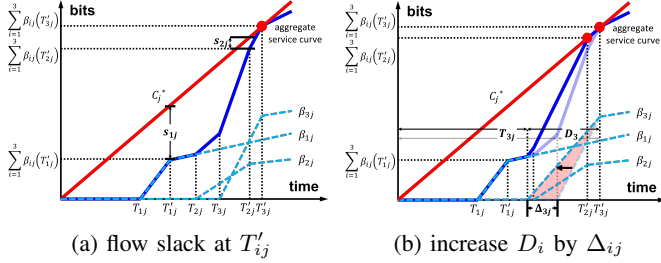 bits
∑_{i=1}^{3} β_{ij}(T'_{3j})
∑_{i=1}^{3} β_{ij}(T'_{2j})
∑_{i=1}^{3} β_{ij}(T'_{1j})
s_{2j}
aggregate
service curve
C_j^*
s_{1j}
β_{3j}
β_{1j}
β_{2j}
time
T_{1j} T'_{1j} T_{2j} T_{3j} T'_{2j} T'_{3j}
(a) flow slack at T'_{ij}
bits
∑_{i=1}^{3} β_{ij}(T'_{3j})
∑_{i=1}^{3} β_{ij}(T'_{2j})
∑_{i=1}^{3} β_{ij}(T'_{1j})
aggregate
service curve
C_j^*
T_{3j} D_3
β_{3j}
β_{1j}
β_{2j}
time
T_{1j} T'_{1j} Δ_{3j} T'_{2j} T'_{3j}
(b) increase D_i by Δ_{ij}